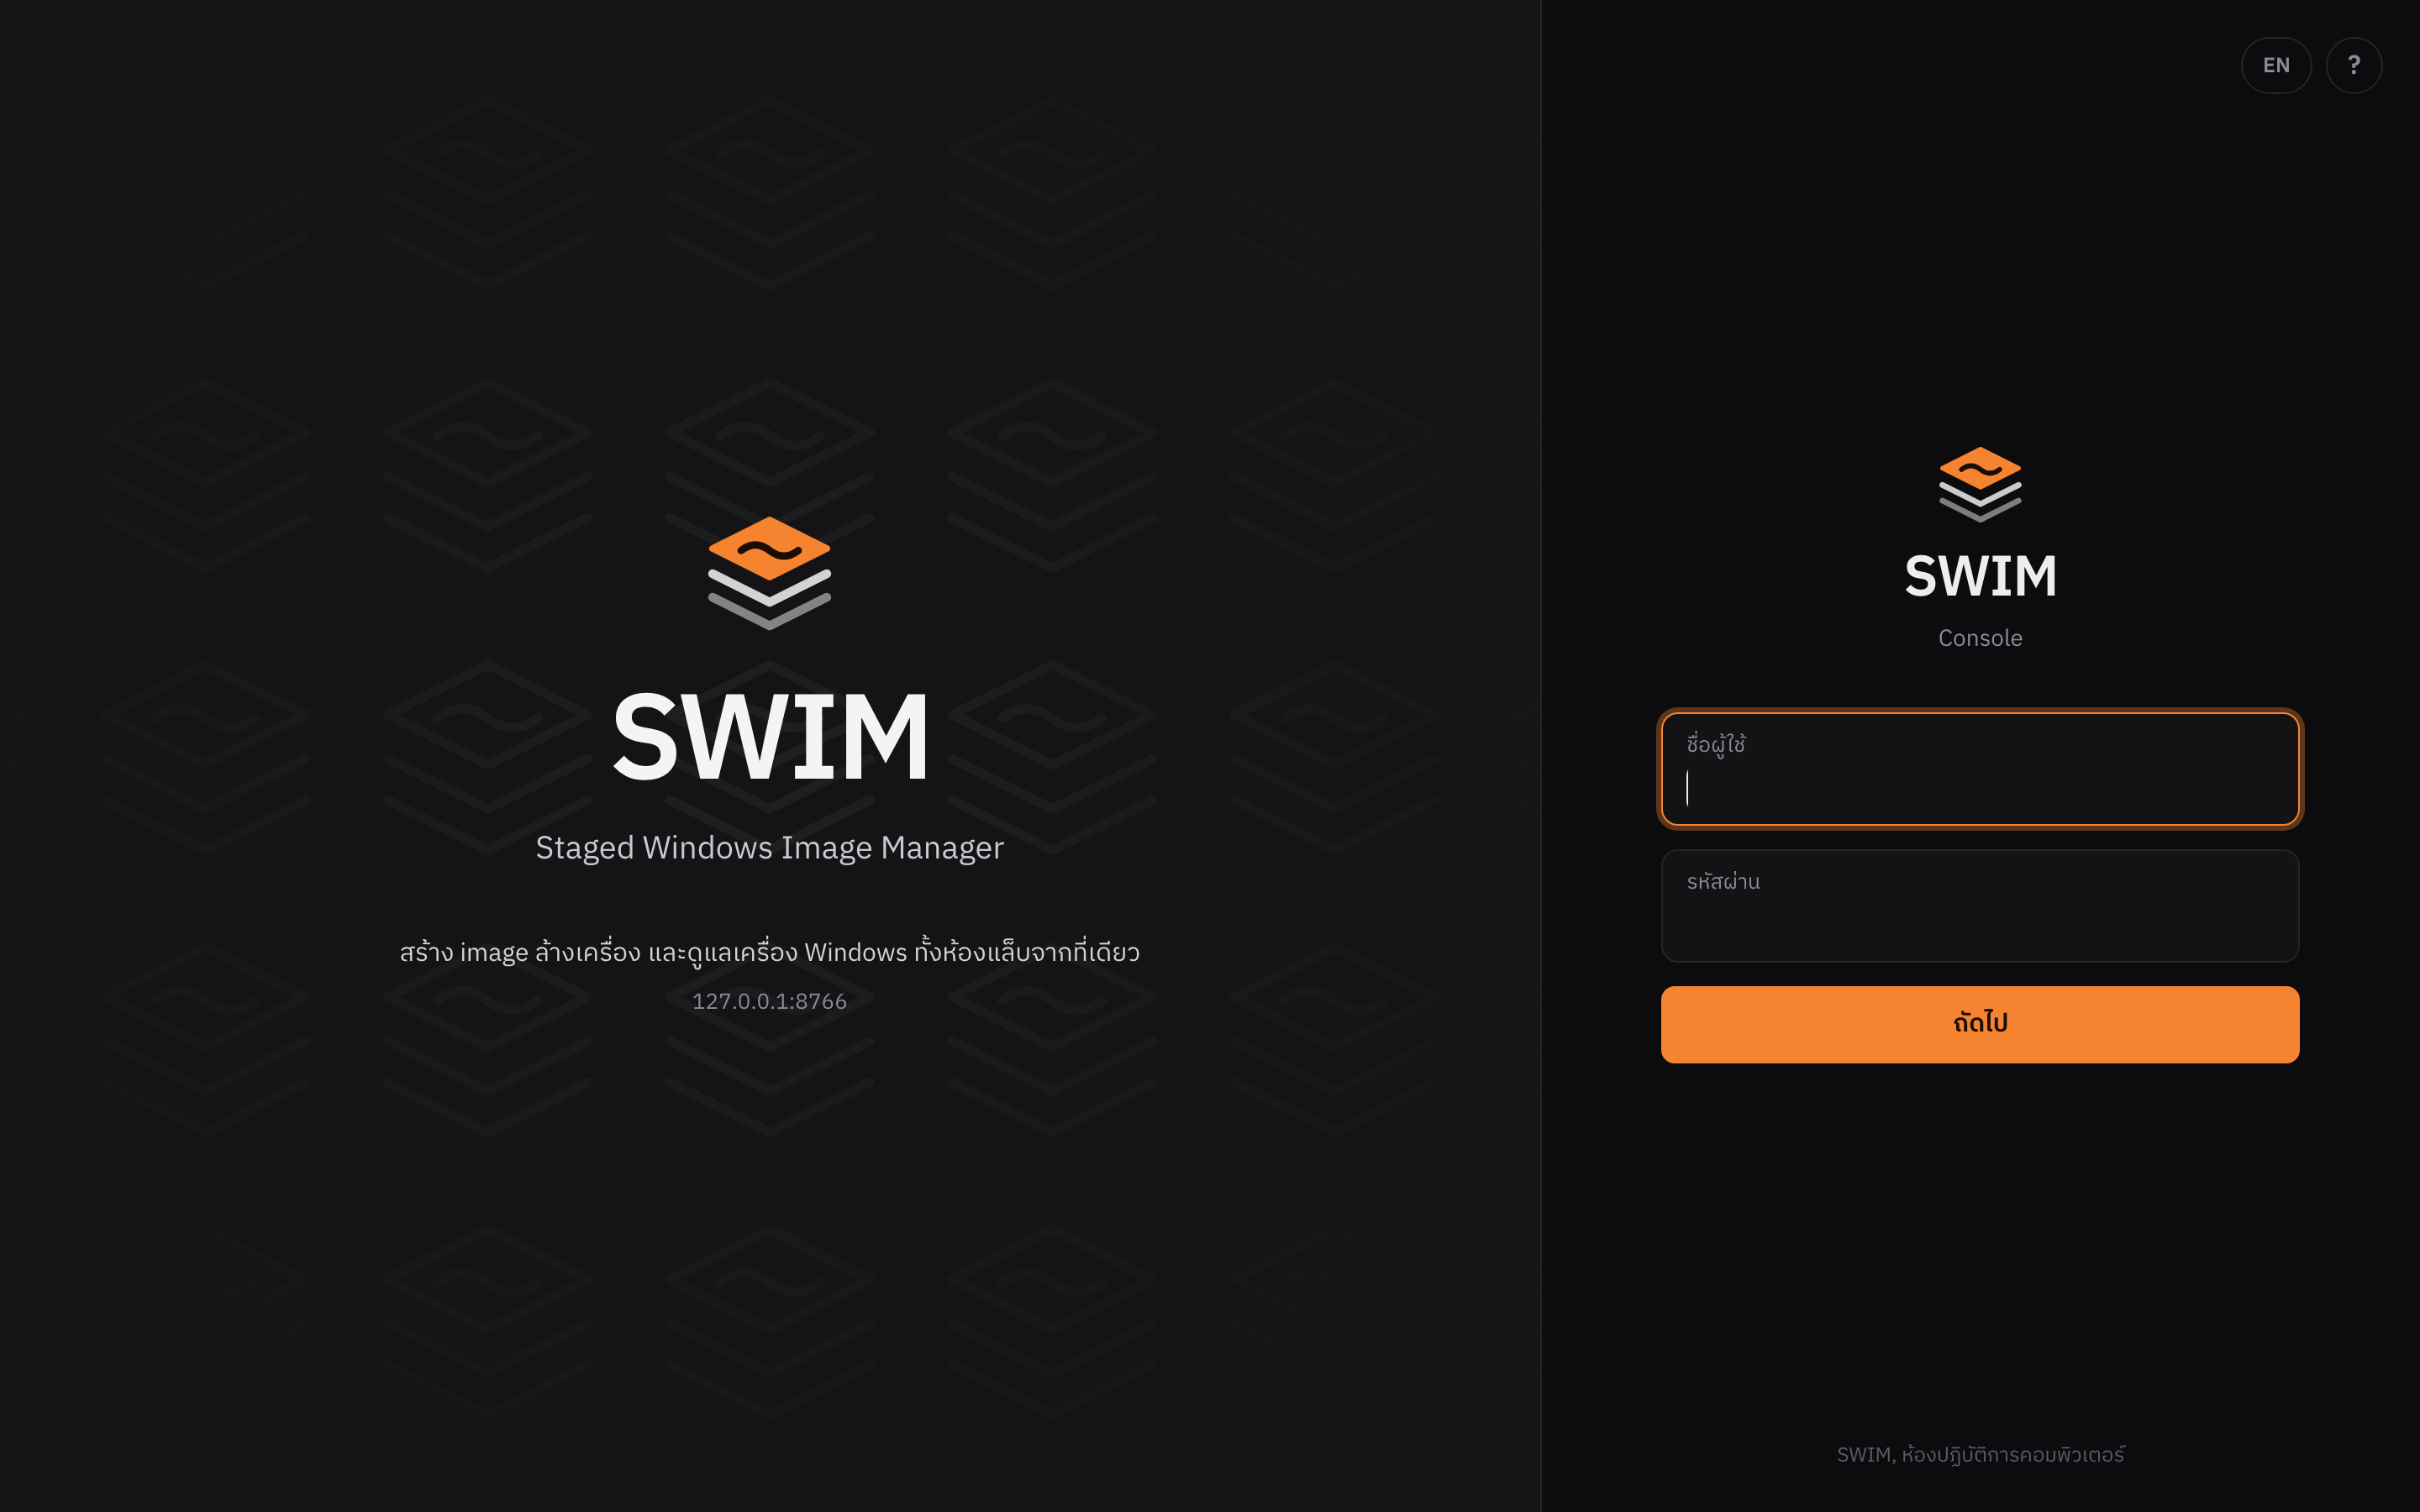 SWIM
Staged Windows Image Manager
สร้าง image ล้างเครื่อง และดูแลเครื่อง Windows ทั้งห้องแล็บจากที่เดียว
127.0.0.1:8766
EN
?
SWIM
Console
ชื่อผู้ใช้
รหัสผ่าน
ถัดไป
SWIM, ห้องปฏิบัติการคอมพิวเตอร์